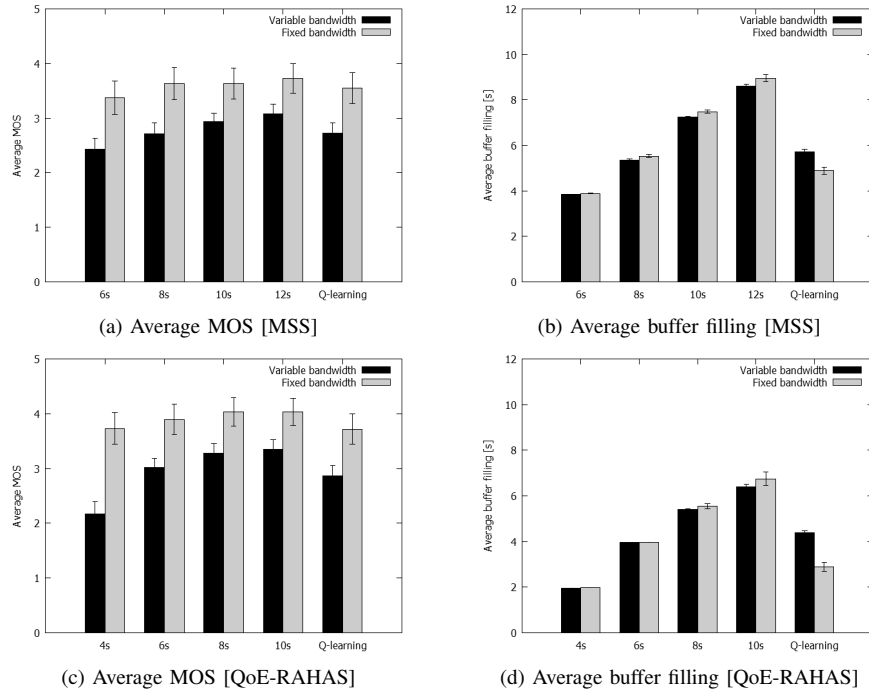 Variable bandwidth
Fixed bandwidth
5
4
3
2
1
0
Average MOS
6s 8s 10s 12s Q-learning
(a) Average MOS [MSS]
Variable bandwidth
Fixed bandwidth
12
10
8
6
4
2
0
Average buffer filling [s]
6s 8s 10s 12s Q-learning
(b) Average buffer filling [MSS]
Variable bandwidth
Fixed bandwidth
5
4
3
2
1
0
Average MOS
4s 6s 8s 10s Q-learning
(c) Average MOS [QoE-RAHAS]
Variable bandwidth
Fixed bandwidth
12
10
8
6
4
2
0
Average buffer filling [s]
4s 6s 8s 10s Q-learning
(d) Average buffer filling [QoE-RAHAS]